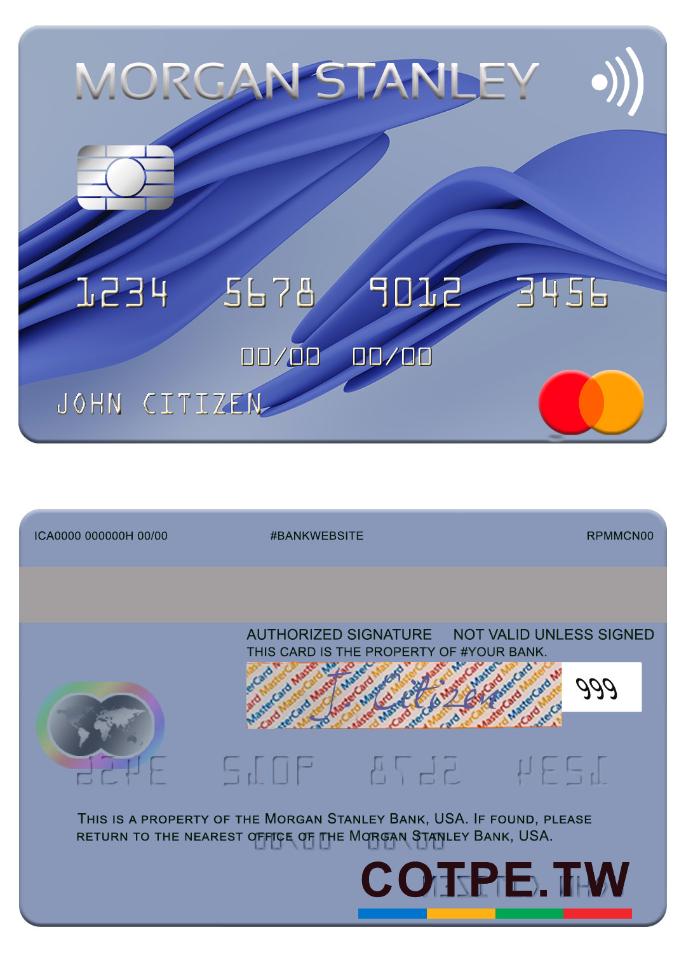 MORGAN STANLEY
1234 5678 9012 3456
00/00 00/00
JOHN CITIZEN
ICA0000 000000H 00/00 #BANKWEBSITE RPMMCN00
AUTHORIZED SIGNATURE NOT VALID UNLESS SIGNED
THIS CARD IS THE PROPERTY OF #YOUR BANK.
MasterCard MasterCard MasterCard
J Citizen
999
THIS IS A PROPERTY OF THE MORGAN STANLEY BANK, USA. IF FOUND, PLEASE
RETURN TO THE NEAREST OFFICE OF THE MORGAN STANLEY BANK, USA.
COTPE.TW